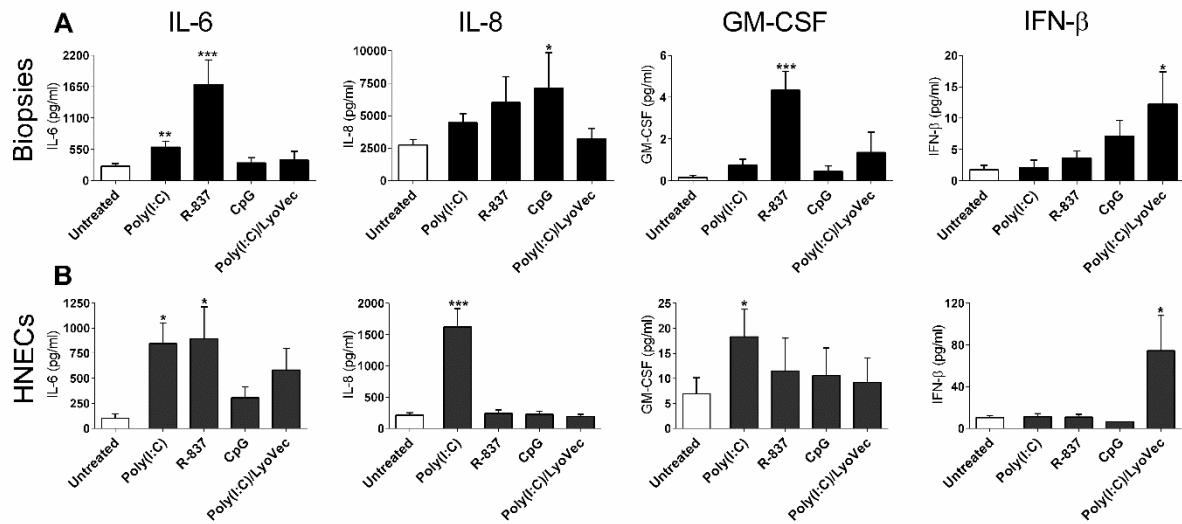 A
IL-6
IL-8
GM-CSF
IFN-β
Biopsies
IL-6 (pg/ml)
2200
1650
1100
550
0
**
***
Untreated
Poly(I:C)
R-837
CpG
Poly(I:C)/LyoVec
IL-8 (pg/ml)
10000
7500
5000
2500
0
*
Untreated
Poly(I:C)
R-837
CpG
Poly(I:C)/LyoVec
GM-CSF (pg/ml)
6
4
2
0
***
Untreated
Poly(I:C)
R-837
CpG
Poly(I:C)/LyoVec
IFN-β (pg/ml)
20
15
10
5
0
*
Untreated
Poly(I:C)
R-837
CpG
Poly(I:C)/LyoVec
B
HNECs
IL-6 (pg/ml)
1250
1000
750
500
250
0
*
*
Untreated
Poly(I:C)
R-837
CpG
Poly(I:C)/LyoVec
IL-8 (pg/ml)
2000
1500
1000
500
0
***
Untreated
Poly(I:C)
R-837
CpG
Poly(I:C)/LyoVec
GM-CSF (pg/ml)
25
20
15
10
5
0
*
Untreated
Poly(I:C)
R-837
CpG
Poly(I:C)/LyoVec
IFN-β (pg/ml)
120
80
40
0
*
Untreated
Poly(I:C)
R-837
CpG
Poly(I:C)/LyoVec